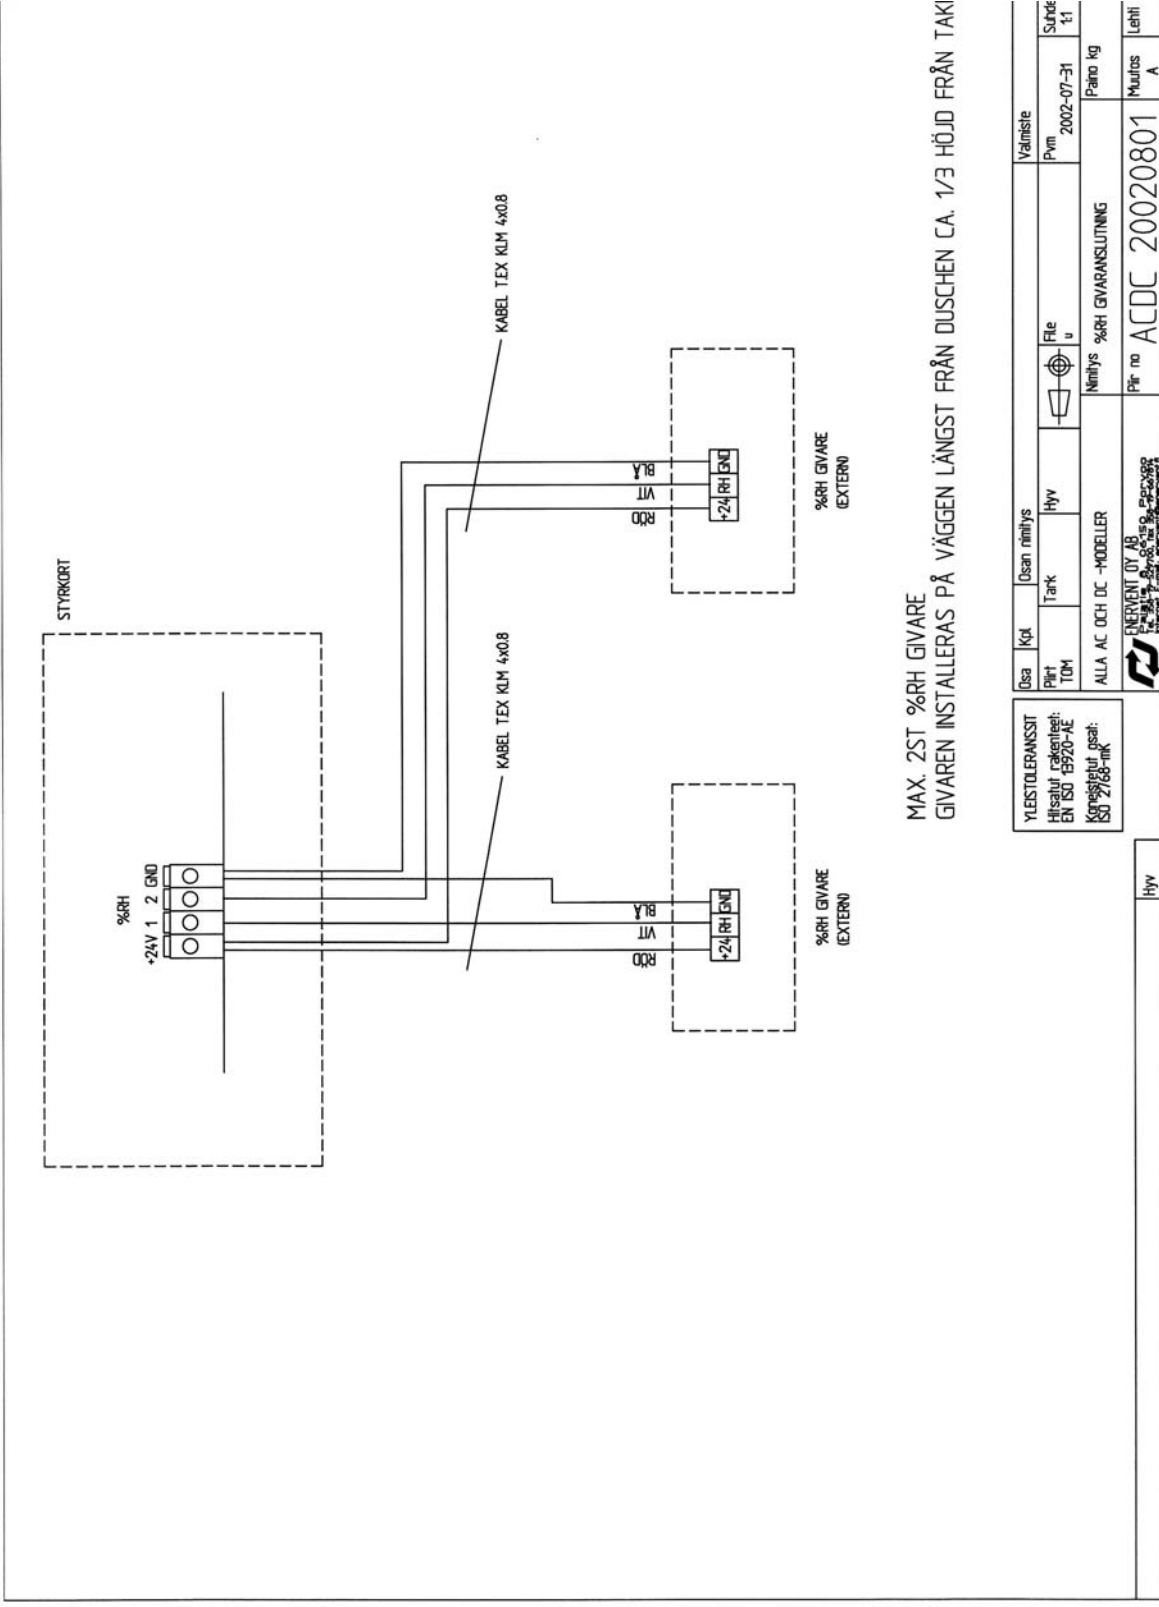 STYRKORT
%RH
+24V 1 2 GND
KABEL T.EX KLM 4x0.8
KABEL T.EX KLM 4x0.8
RÖD
VIT
BLÅ
RÖD
VIT
BLÅ
+24 RH GND
+24 RH GND
%RH GIVARE
(EXTERN)
%RH GIVARE
(EXTERN)
MAX. 2ST %RH GIVARE
GIVAREN INSTALLERAS PÅ VÄGGEN LÄNGST FRÅN DUSCHEN CA. 1/3 HÖJD FRÅN
YLEISTOLERANSSIT
Hitsatut rakenteet:
EN ISO 13920-AE
Koneistetut osat:
ISO 2768-mK
Osa Kpl Osan nimitys Valmiste
Piirt Tark Hyv File Pvm
TOM u 2002-07-31 1:1
ALLA AC OCH DC -MODELLER
Nimitys %RH GIVARANSLUTNING
Paino kg
ENERVENT OY AB
Piir no ACDC 20020801
Muutos Lehti
A
Hyv